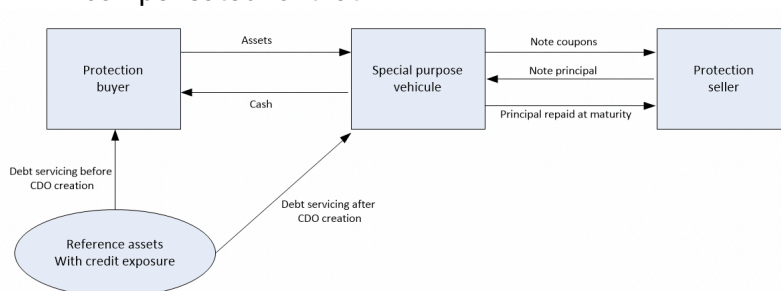 Assets
Note coupons
Protection
buyer
Special purpose
vehicule
Note principal
Protection
seller
Cash
Principal repaid at maturity
Debt servicing before
CDO creation
Debt servicing after
CDO creation
Reference assets
With credit exposure